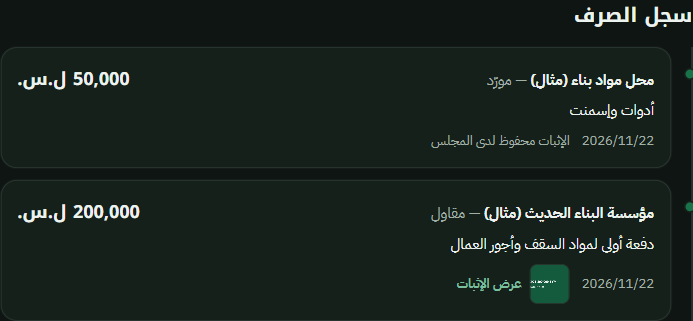 سجل الصرف
محل مواد بناء (مثال) — مورّد
50,000 ل.س.
أدوات وإسمنت
2026/11/22 الإثبات محفوظ لدى المجلس
مؤسسة البناء الحديث (مثال) — مقاول
200,000 ل.س.
دفعة أولى لمواد السقف وأجور العمال
2026/11/22 عرض الإثبات